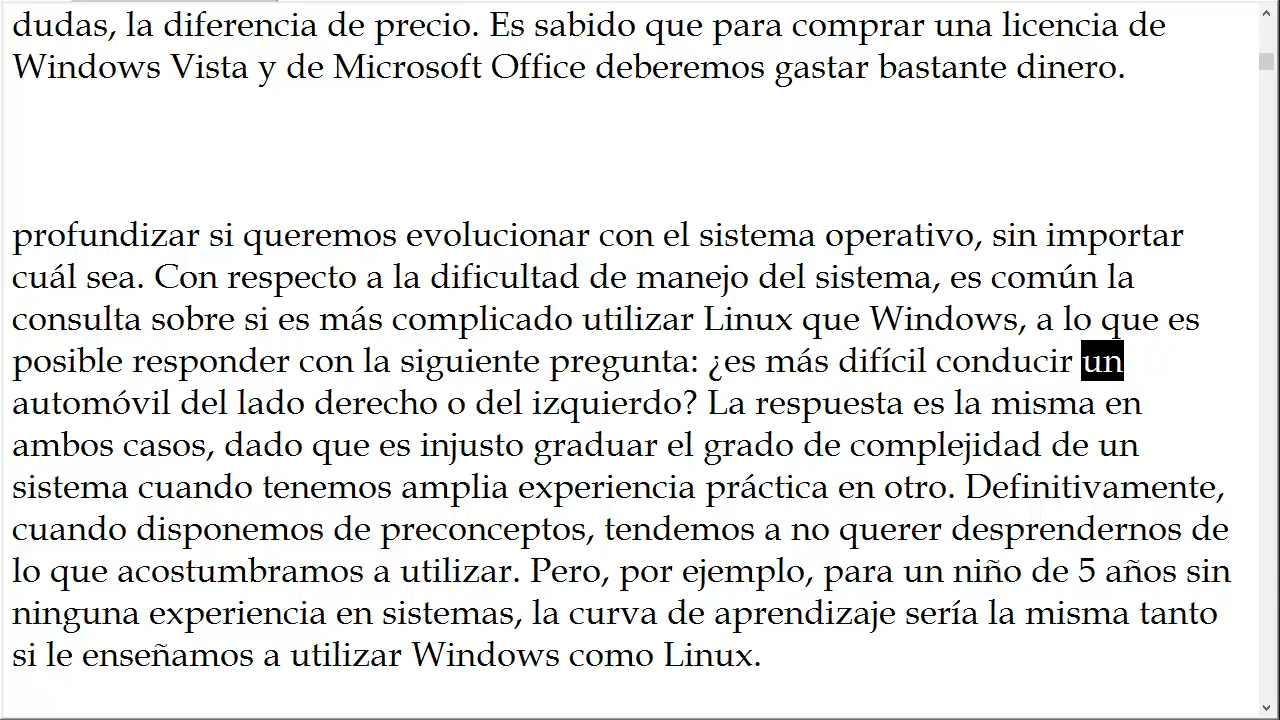 dudas, la diferencia de precio. Es sabido que para comprar una licencia de
Windows Vista y de Microsoft Office deberemos gastar bastante dinero.
profundizar si queremos evolucionar con el sistema operativo, sin importar
cuál sea. Con respecto a la dificultad de manejo del sistema, es común la
consulta sobre si es más complicado utilizar Linux que Windows, a lo que es
posible responder con la siguiente pregunta: ¿es más difícil conducir un
automóvil del lado derecho o del izquierdo? La respuesta es la misma en
ambos casos, dado que es injusto graduar el grado de complejidad de un
sistema cuando tenemos amplia experiencia práctica en otro. Definitivamente,
cuando disponemos de preconceptos, tendemos a no querer desprendernos de
lo que acostumbramos a utilizar. Pero, por ejemplo, para un niño de 5 años sin
ninguna experiencia en sistemas, la curva de aprendizaje sería la misma tanto
si le enseñamos a utilizar Windows como Linux.